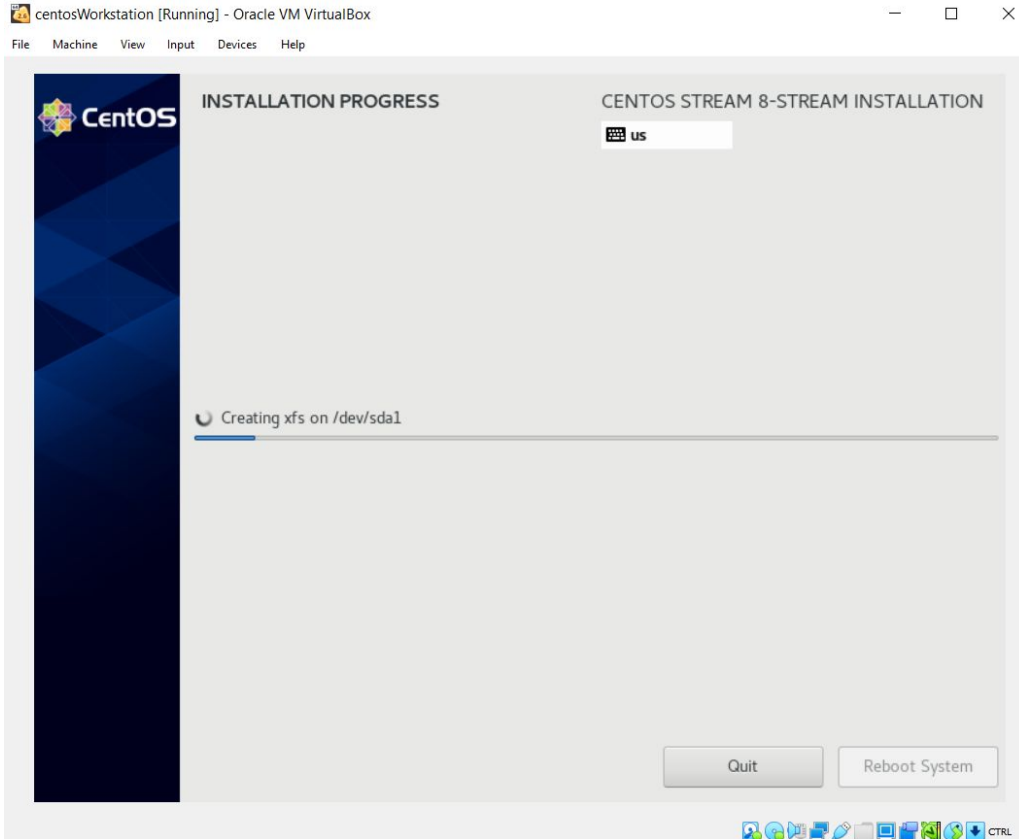 centosWorkstation [Running] - Oracle VM VirtualBox
File Machine View Input Devices Help
CentOS
INSTALLATION PROGRESS
CENTOS STREAM 8-STREAM INSTALLATION
us
Creating xfs on /dev/sda1
Quit
Reboot System
CTRL